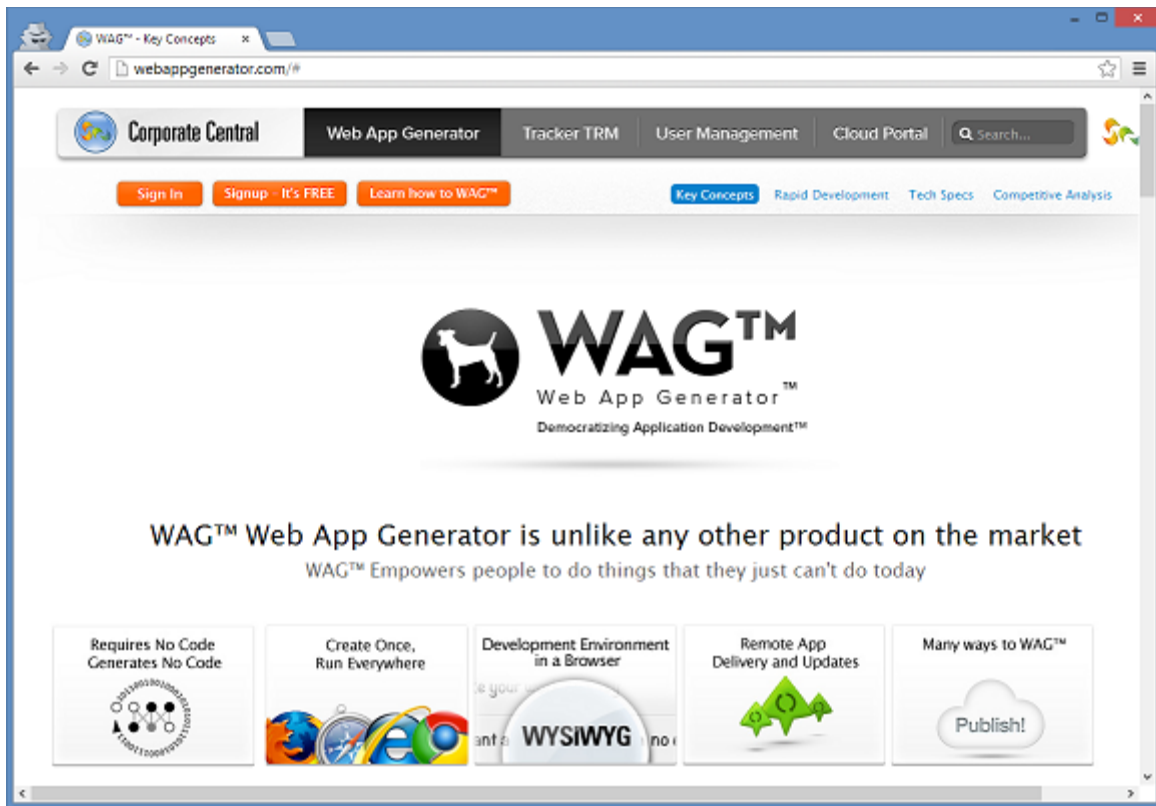 WAG™ - Key Concepts
webappgenerator.com/#
Corporate Central
Web App Generator
Tracker TRM
User Management
Cloud Portal
Search...
Sign In
Signup - It's FREE
Learn how to WAG™
Key Concepts
Rapid Development
Tech Specs
Competitive Analysis
WAG™
Web App Generator™
Democratizing Application Development™
WAG™ Web App Generator is unlike any other product on the market
WAG™ Empowers people to do things that they just can't do today
Requires No Code
Generates No Code
Create Once,
Run Everywhere
Development Environment
in a Browser
WYSIWYG
Remote App
Delivery and Updates
Many ways to WAG™
Publish!